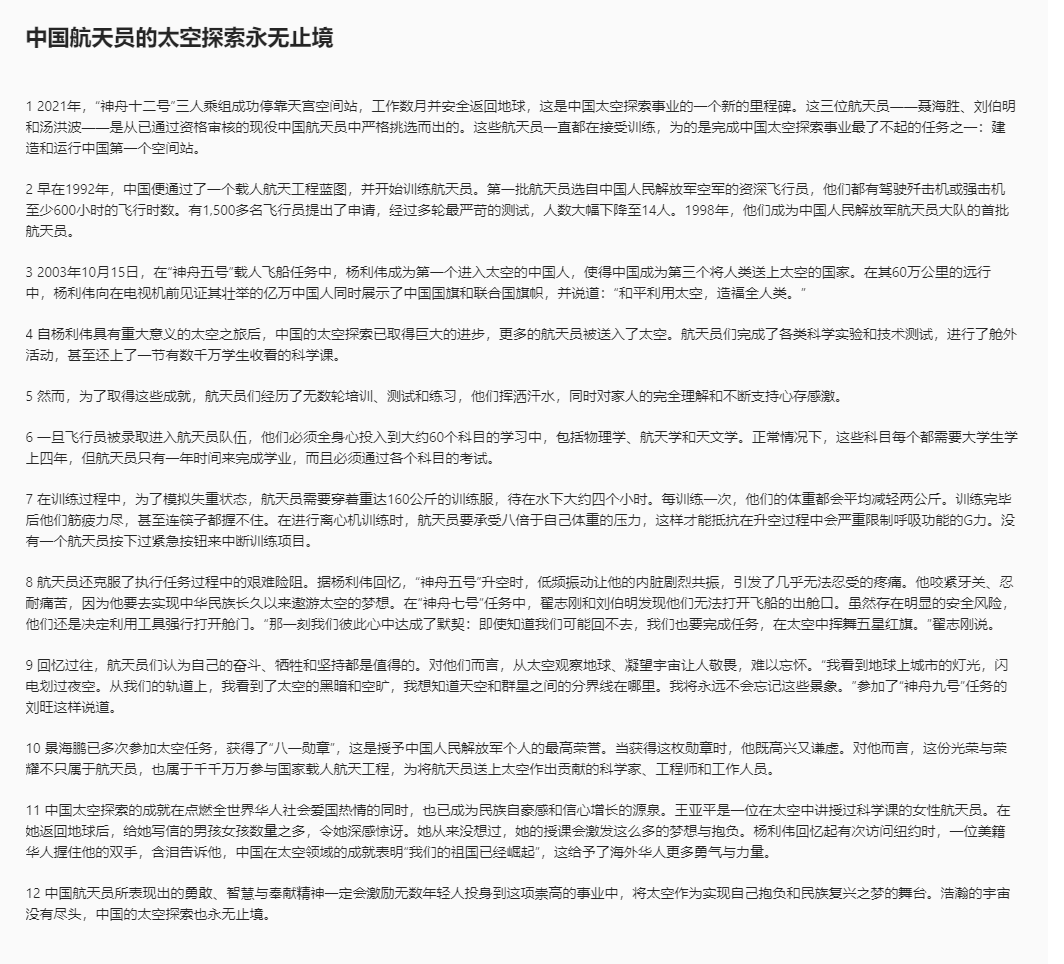 中国航天员的太空探索永无止境
1 2021年，“神舟十二号”三人乘组成功停靠天宫空间站，工作数月并安全返回地球，这是中国太空探索事业的一个新的里程碑。这三位航天员——聂海胜、刘伯明
和汤洪波——是从已通过资格审核的现役中国航天员中严格挑选而出的。这些航天员一直都在接受训练，为的是完成中国太空探索事业最了不起的任务之一：建
造和运行中国第一个空间站。
2 早在1992年，中国便通过了一个载人航天工程蓝图，并开始训练航天员。第一批航天员选自中国人民解放军空军的资深飞行员，他们都有驾驶歼击机或强击机
至少600小时的飞行时数。有1,500多名飞行员提出了申请，经过多轮最严苛的测试，人数大幅下降至14人。1998年，他们成为中国人民解放军航天员大队的首批
航天员。
3 2003年10月15日，在“神舟五号”载人飞船任务中，杨利伟成为第一个进入太空的中国人，使得中国成为第三个将人类送上太空的国家。在其60万公里的远行
中，杨利伟向在电视机前见证其壮举的亿万中国人同时展示了中国国旗和联合国旗帜，并说道：“和平利用太空，造福全人类。”
4 自杨利伟具有重大意义的太空之旅后，中国的太空探索已取得巨大的进步，更多的航天员被送入了太空。航天员们完成了各类科学实验和技术测试，进行了舱外
活动，甚至还上了一节有数千万学生收看的科学课。
5 然而，为了取得这些成就，航天员们经历了无数轮培训、测试和练习，他们挥洒汗水，同时对家人的完全理解和不断支持心存感激。
6 一旦飞行员被录取进入航天员队伍，他们必须全身心投入到大约60个科目的学习中，包括物理学、航天学和天文学。正常情况下，这些科目每个都需要大学生学
上四年，但航天员只有一年时间来完成学业，而且必须通过各个科目的考试。
7 在训练过程中，为了模拟失重状态，航天员需要穿着重达160公斤的训练服，待在水下大约四个小时。每训练一次，他们的体重都会平均减轻两公斤。训练完毕
后他们筋疲力尽，甚至连筷子都握不住。在进行离心机训练时，航天员要承受八倍于自己体重的压力，这样才能抵抗在升空过程中会严重限制呼吸功能的G力。没
有一个航天员按下过紧急按钮来中断训练项目。
8 航天员还克服了执行任务过程中的艰难险阻。据杨利伟回忆，“神舟五号”升空时，低频振动让他的内脏剧烈共振，引发了几乎无法忍受的疼痛。他咬紧牙关、忍
耐痛苦，因为他要去实现中华民族长久以来遨游太空的梦想。在“神舟七号”任务中，翟志刚和刘伯明发现他们无法打开飞船的出舱口。虽然存在明显的安全风险，
他们还是决定利用工具强行打开舱门。“那一刻我们彼此心中达成了默契：即使知道我们可能回不去，我们也要完成任务，在太空中挥舞五星红旗。”翟志刚说。
9 回忆过往，航天员们认为自己的奋斗、牺牲和坚持都是值得的。对他们而言，从太空观察地球、凝望宇宙让人敬畏，难以忘怀。“我看到地球上城市的灯光，闪
电划过夜空。从我们的轨道上，我看到了太空的黑暗和空旷，我想知道天空和群星之间的分界线在哪里。我将永远不会忘记这些景象。”参加了“神舟九号”任务的
刘旺这样说道。
10 景海鹏已多次参加太空任务，获得了“八一勋章”，这是授予中国人民解放军个人的最高荣誉。当获得这枚勋章时，他既高兴又谦虚。对他而言，这份光荣与荣
耀不只属于航天员，也属于千千万万参与国家载人航天工程，为将航天员送上太空作出贡献的科学家、工程师和工作人员。
11 中国太空探索的成就在点燃全世界华人社会爱国热情的同时，也已成为民族自豪感和信心增长的源泉。王亚平是一位在太空中讲授过科学课的女性航天员。在
她返回地球后，给她写信的男孩女孩数量之多，令她深感惊讶。她从来没想过，她的授课会激发这么多的梦想与抱负。杨利伟回忆起有次访问纽约时，一位美籍
华人握住他的双手，含泪告诉他，中国在太空领域的成就表明“我们的祖国已经崛起”，这给予了海外华人更多勇气与力量。
12 中国航天员所表现出的勇敢、智慧与奉献精神一定会激励无数年轻人投身到这项崇高的事业中，将太空作为实现自己抱负和民族复兴之梦的舞台。浩瀚的宇宙
没有尽头，中国的太空探索也永无止境。